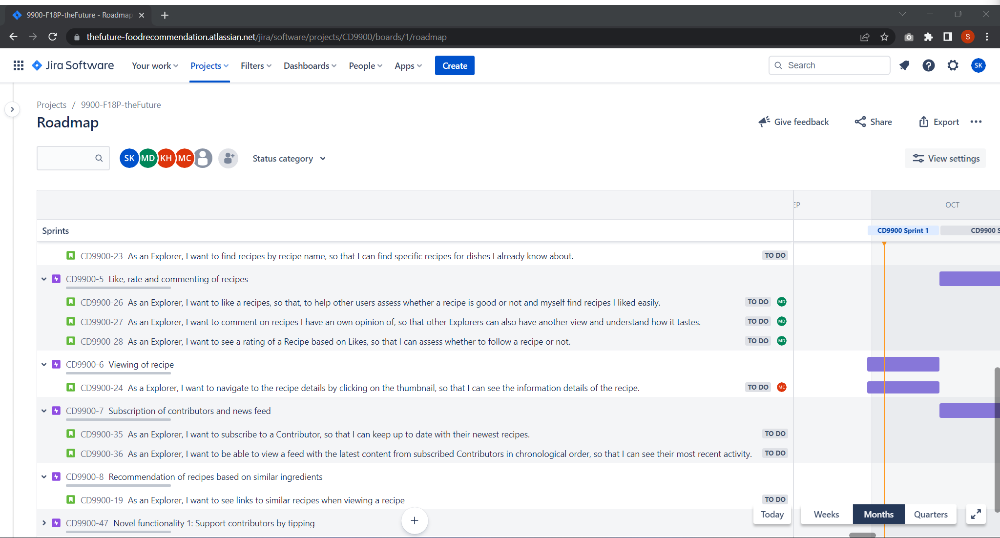 9900-F18P-theFuture - Roadmap
thefuture-foodrecommendation.atlassian.net/jira/software/projects/CD9900/boards/1/roadmap
S
Jira Software Your work Projects Filters Dashboards People Apps Create Search SK
Projects / 9900-F18P-theFuture
Roadmap
Give feedback Share Export
SK MD KH MC Status category View settings
EP OCT
Sprints CD9900 Sprint 1 CD9900 S
CD9900-23 As an Explorer, I want to find recipes by recipe name, so that I can find specific recipes for dishes I already know about. TO DO
CD9900-5 Like, rate and commenting of recipes
CD9900-26 As an Explorer, I want to like a recipes, so that, to help other users assess whether a recipe is good or not and myself find recipes I liked easily. TO DO MD
CD9900-27 As an Explorer, I want to comment on recipes I have an own opinion of, so that other Explorers can also have another view and understand how it tastes. TO DO MD
CD9900-28 As an Explorer, I want to see a rating of a Recipe based on Likes, so that I can assess whether to follow a recipe or not. TO DO MD
CD9900-6 Viewing of recipe
CD9900-24 As a Explorer, I want to navigate to the recipe details by clicking on the thumbnail, so that I can see the information details of the recipe. TO DO MC
CD9900-7 Subscription of contributors and news feed
CD9900-35 As an Explorer, I want to subscribe to a Contributor, so that I can keep up to date with their newest recipes. TO DO
CD9900-36 As an Explorer, I want to be able to view a feed with the latest content from subscribed Contributors in chronological order, so that I can see their most recent activity. TO DO
CD9900-8 Recommendation of recipes based on similar ingredients
CD9900-19 As an Explorer, I want to see links to similar recipes when viewing a recipe TO DO
Today Weeks Months Quarters
CD9900-47 Novel functionality 1: Support contributors by tipping